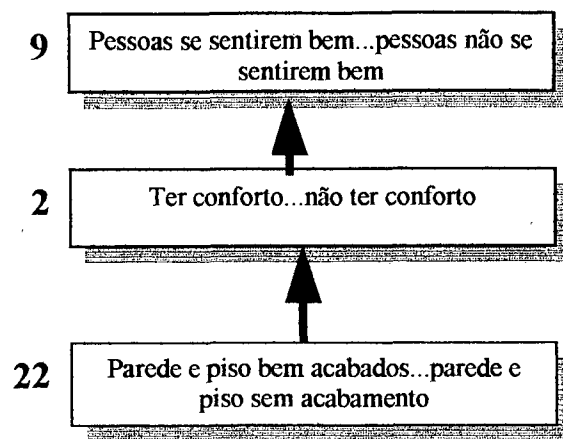 9 Pessoas se sentirem bem...pessoas não se
sentirem bem
2 Ter conforto...não ter conforto
22 Parede e piso bem acabados...parede e
piso sem acabamento